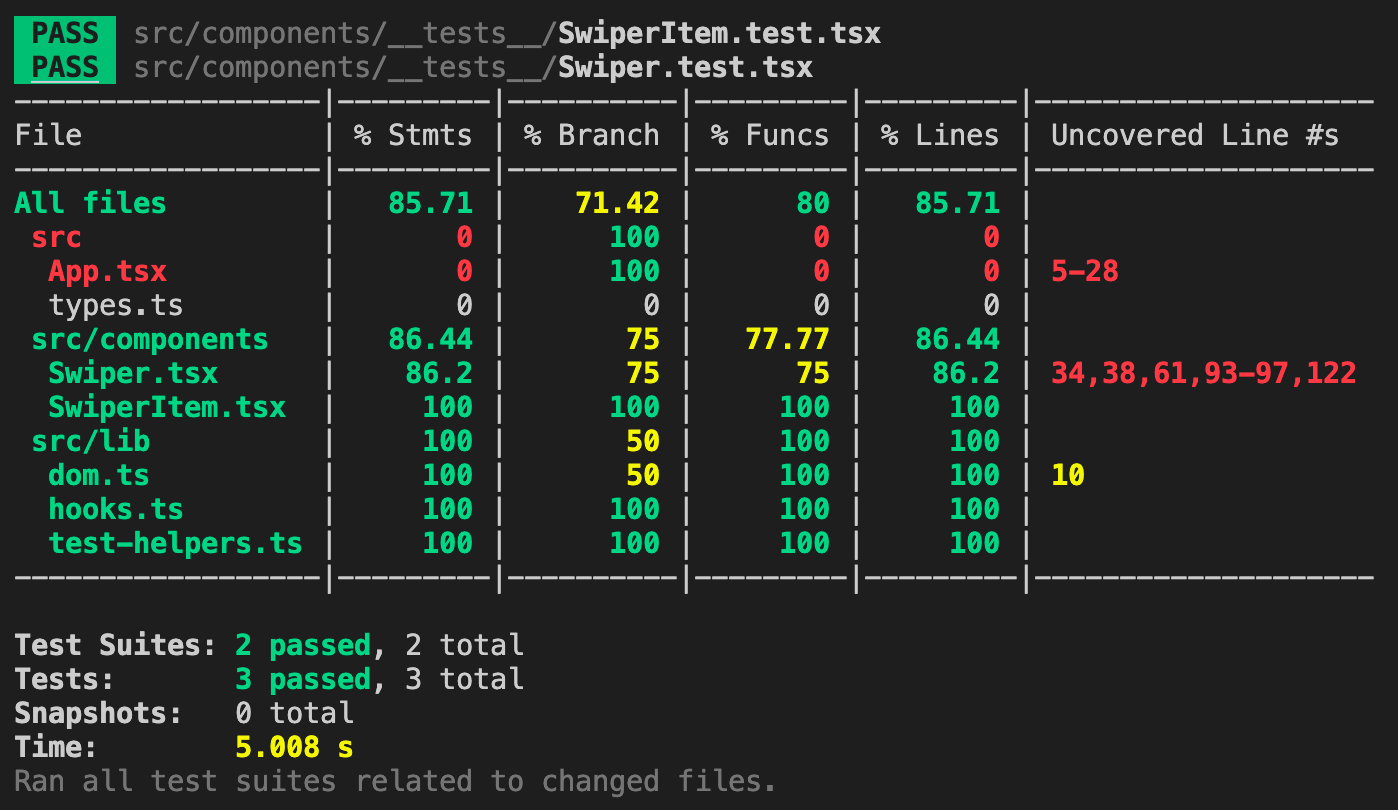 PASS src/components/__tests__/SwiperItem.test.tsx
PASS src/components/__tests__/Swiper.test.tsx
------------------|---------|----------|---------|---------|--------------------
File | % Stmts | % Branch | % Funcs | % Lines | Uncovered Line #s
------------------|---------|----------|---------|---------|--------------------
All files | 85.71 | 71.42 | 80 | 85.71 |
src | 0 | 100 | 0 | 0 |
App.tsx | 0 | 100 | 0 | 0 | 5-28
types.ts | 0 | 0 | 0 | 0 |
src/components | 86.44 | 75 | 77.77 | 86.44 |
Swiper.tsx | 86.2 | 75 | 75 | 86.2 | 34,38,61,93-97,122
SwiperItem.tsx | 100 | 100 | 100 | 100 |
src/lib | 100 | 50 | 100 | 100 |
dom.ts | 100 | 50 | 100 | 100 | 10
hooks.ts | 100 | 100 | 100 | 100 |
test-helpers.ts | 100 | 100 | 100 | 100 |
------------------|---------|----------|---------|---------|--------------------
Test Suites: 2 passed, 2 total
Tests: 3 passed, 3 total
Snapshots: 0 total
Time: 5.008 s
Ran all test suites related to changed files.